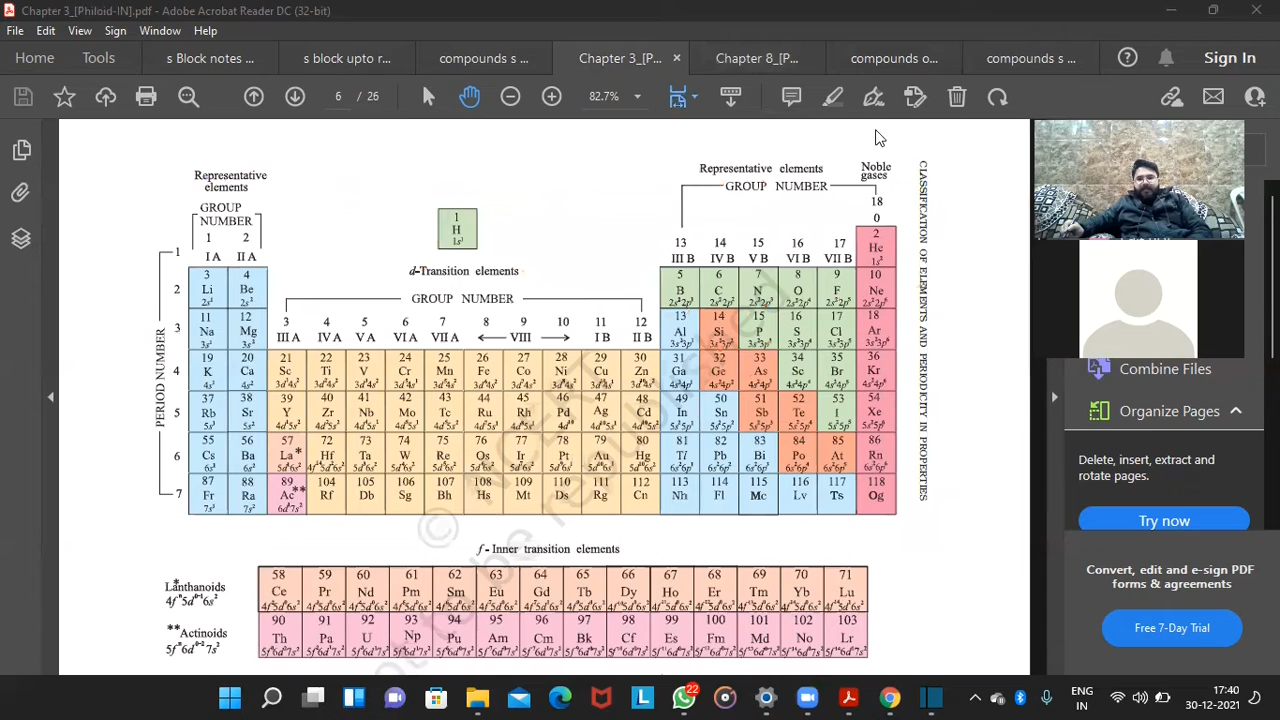 Chapter 3_[Philoid-IN].pdf - Adobe Acrobat Reader DC (32-bit)
File Edit View Sign Window Help
Home Tools s Block notes ... s block upto r... compounds s ... Chapter 3_[P... × Chapter 8_[P... compounds o... compounds s ... Sign In
6 / 26 82.7%
Representative elements
GROUP NUMBER
1 2
I A II A
1
H
1s¹
Representative elements
GROUP NUMBER
Noble gases
18
0
13 14 15 16 17
III B IV B V B VI B VII B
2
He
1s²
d-Transition elements
GROUP NUMBER
3 4 5 6 7 8 9 10 11 12
III A IV A V A VI A VII A ← VIII → I B II B
PERIOD NUMBER
1
2
3
4
5
6
7
3 4 5 6 7 8 9 10
Li Be B C N O F Ne
11 12 13 14 15 16 17 18
Na Mg Al Si P S Cl Ar
19 20 21 22 23 24 25 26 27 28 29 30 31 32 33 34 35 36
K Ca Sc Ti V Cr Mn Fe Co Ni Cu Zn Ga Ge As Se Br Kr
37 38 39 40 41 42 43 44 45 46 47 48 49 50 51 52 53 54
Rb Sr Y Zr Nb Mo Tc Ru Rh Pd Ag Cd In Sn Sb Te I Xe
55 56 57 72 73 74 75 76 77 78 79 80 81 82 83 84 85 86
Cs Ba La* Hf Ta W Re Os Ir Pt Au Hg Tl Pb Bi Po At Rn
87 88 89 104 105 106 107 108 109 110 111 112 113 114 115 116 117 118
Fr Ra Ac** Rf Db Sg Bh Hs Mt Ds Rg Cn Nh Fl Mc Lv Ts Og
f - Inner transition elements
*
Lanthanoids
4fⁿ5d⁰⁻¹6s²
58 59 60 61 62 63 64 65 66 67 68 69 70 71
Ce Pr Nd Pm Sm Eu Gd Tb Dy Ho Er Tm Yb Lu
** Actinoids
5fⁿ6d⁰⁻²7s²
90 91 92 93 94 95 96 97 98 99 100 101 102 103
Th Pa U Np Pu Am Cm Bk Cf Es Fm Md No Lr
© NCERT
not to be republished
CLASSIFICATION OF ELEMENTS AND PERIODICITY IN PROPERTIES
Combine Files
Organize Pages
Delete, insert, extract and
rotate pages.
Try now
Convert, edit and e-sign PDF
forms & agreements
Free 7-Day Trial
22
ENG
IN
17:40
30-12-2021